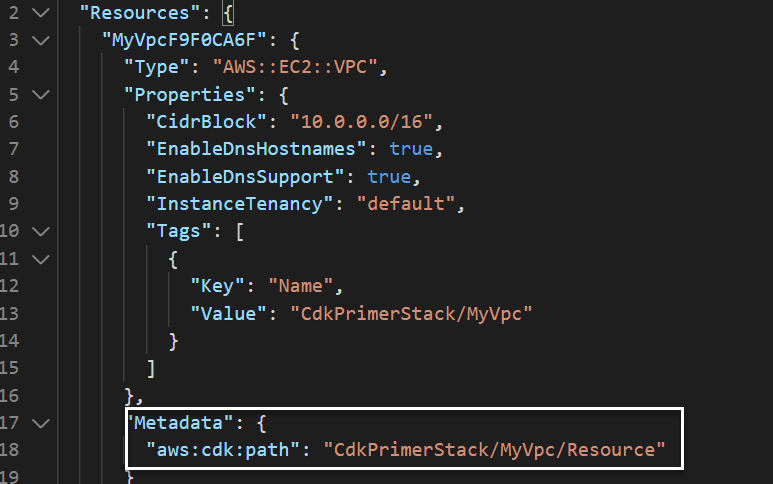 2 "Resources": {
3 "MyVpcF9F0CA6F": {
4 "Type": "AWS::EC2::VPC",
5 "Properties": {
6 "CidrBlock": "10.0.0.0/16",
7 "EnableDnsHostnames": true,
8 "EnableDnsSupport": true,
9 "InstanceTenancy": "default",
10 "Tags": [
11 {
12 "Key": "Name",
13 "Value": "CdkPrimerStack/MyVpc"
14 }
15 ]
16 },
17 "Metadata": {
18 "aws:cdk:path": "CdkPrimerStack/MyVpc/Resource"
19 }